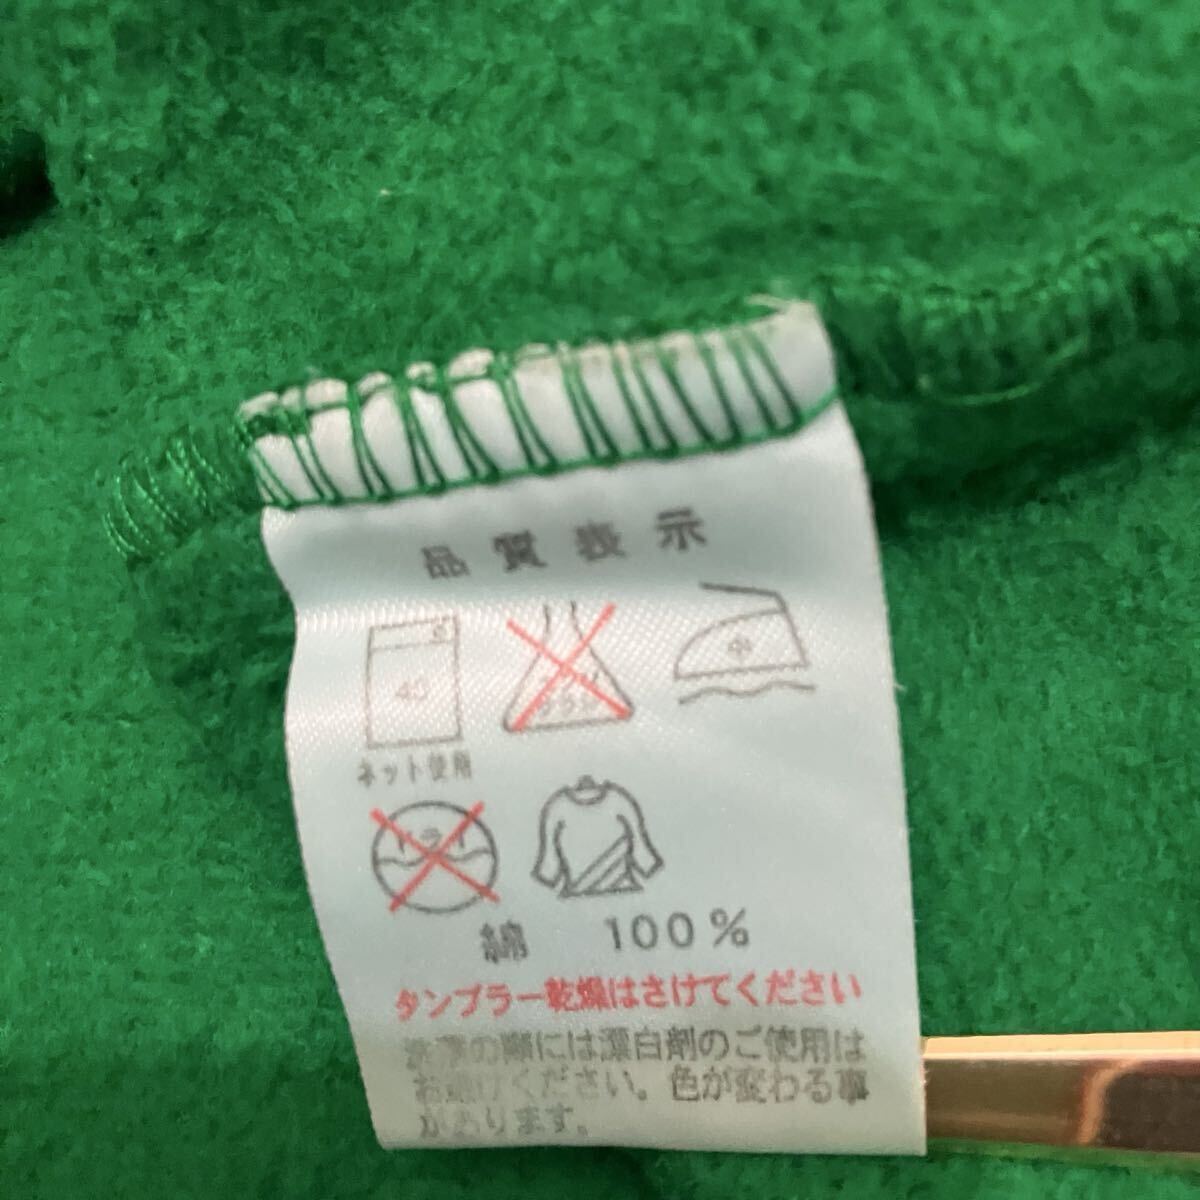 品質表示
40
中
ネット使用
ドライ
綿 100%
タンブラー乾燥はさけてください
洗濯の際には漂白剤のご使用は
お避けください。色が変わる事
があります。